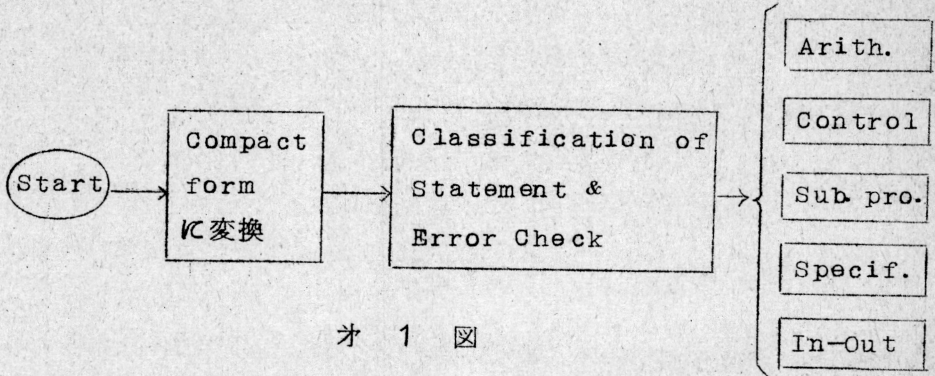 Start
Compact
form
に変換
Classification of
Statement &
Error Check
Arith.
Control
Sub. pro.
Specif.
In-Out
才 1 図